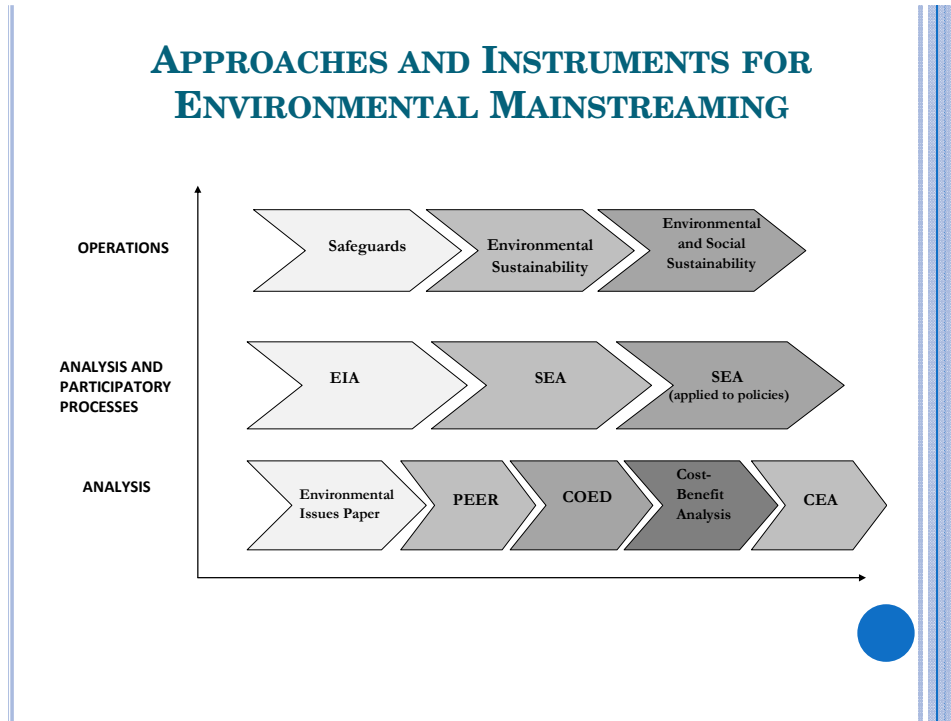 APPROACHES AND INSTRUMENTS FOR
ENVIRONMENTAL MAINSTREAMING
OPERATIONS
Safeguards
Environmental
Sustainability
Environmental
and Social
Sustainability
ANALYSIS AND
PARTICIPATORY
PROCESSES
EIA
SEA
SEA
(applied to policies)
ANALYSIS
Environmental
Issues Paper
PEER
COED
Cost-
Benefit
Analysis
CEA